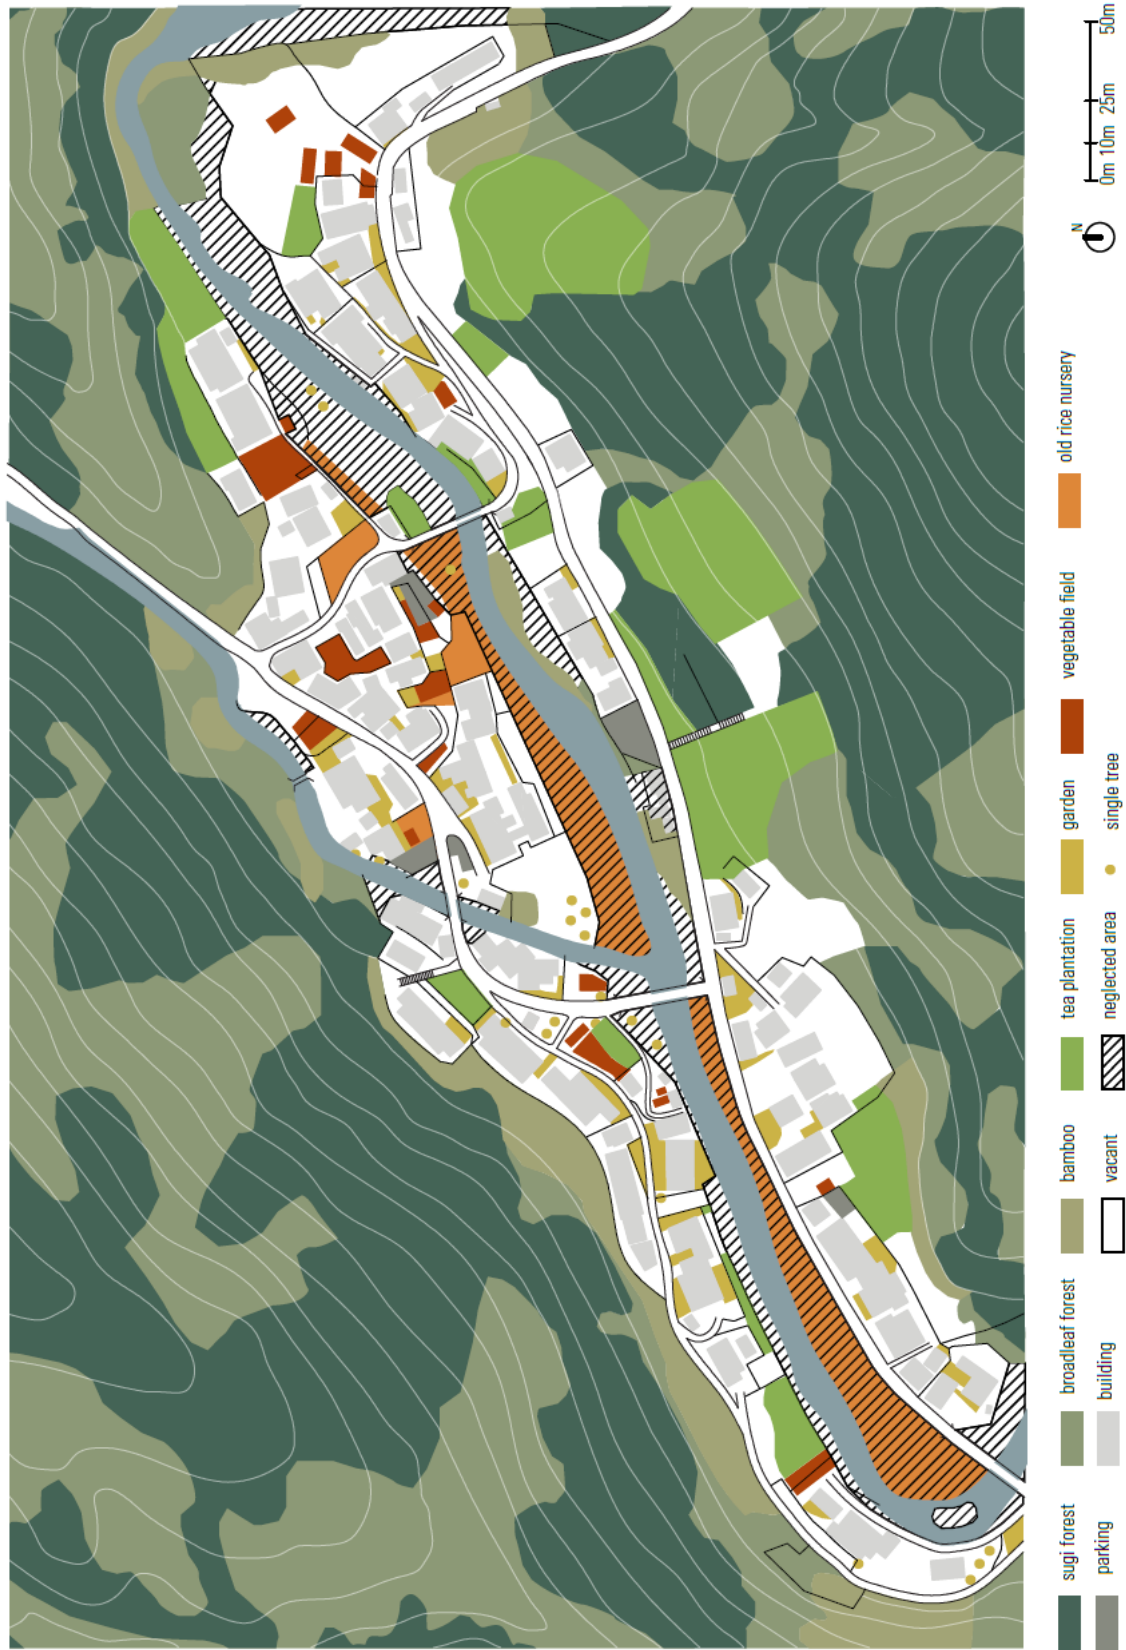 sugi forest
broadleaf forest
bamboo
tea plantation
garden
vegetable field
old rice nursery
parking
building
vacant
neglected area
single tree
N
0m 10m 25m 50m